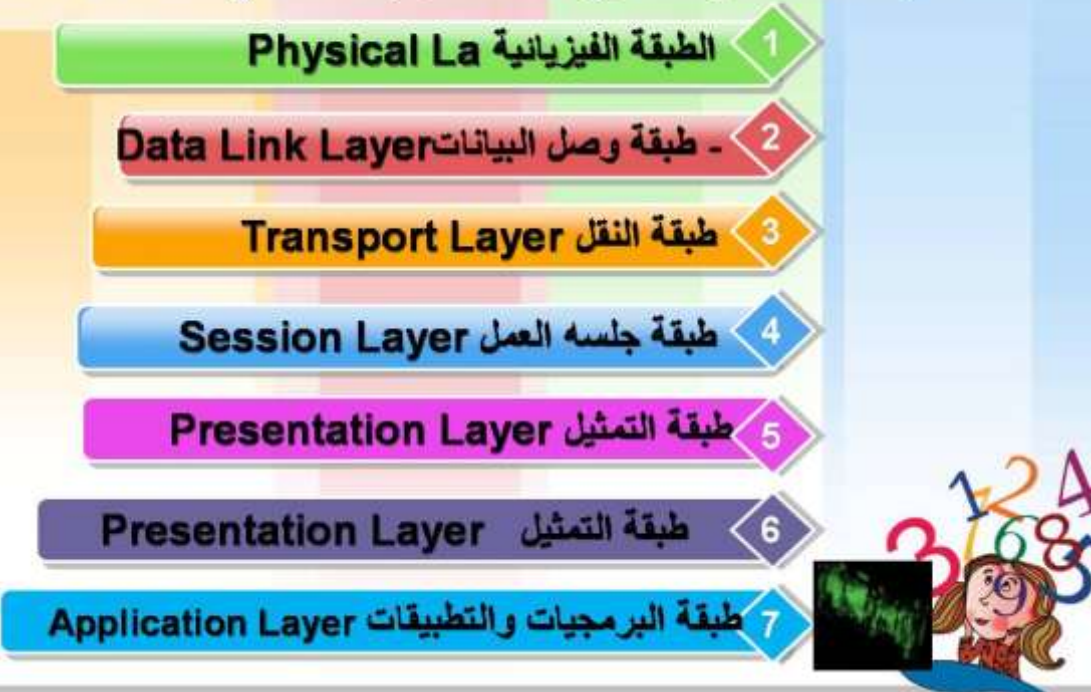 1 الطبقة الفيزيائية Physical La
2 - طبقة وصل البياناتData Link Layer
3 طبقة النقل Transport Layer
4 طبقة جلسه العمل Session Layer
5 طبقة التمثيل Presentation Layer
6 طبقة التمثيل Presentation Layer
7 طبقة البرمجيات والتطبيقات Application Layer